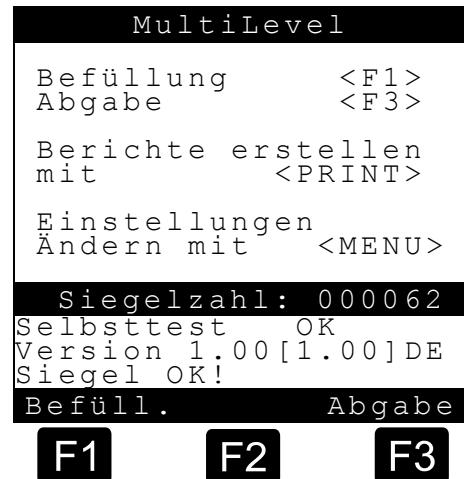 MultiLevel
Befüllung <F1>
Abgabe <F3>
Berichte erstellen
mit <PRINT>
Einstellungen
Ändern mit <MENU>
Siegelzahl: 000062
Selbsttest OK
Version 1.00[1.00]DE
Siegel OK!
Befüll. Abgabe
F1 F2 F3